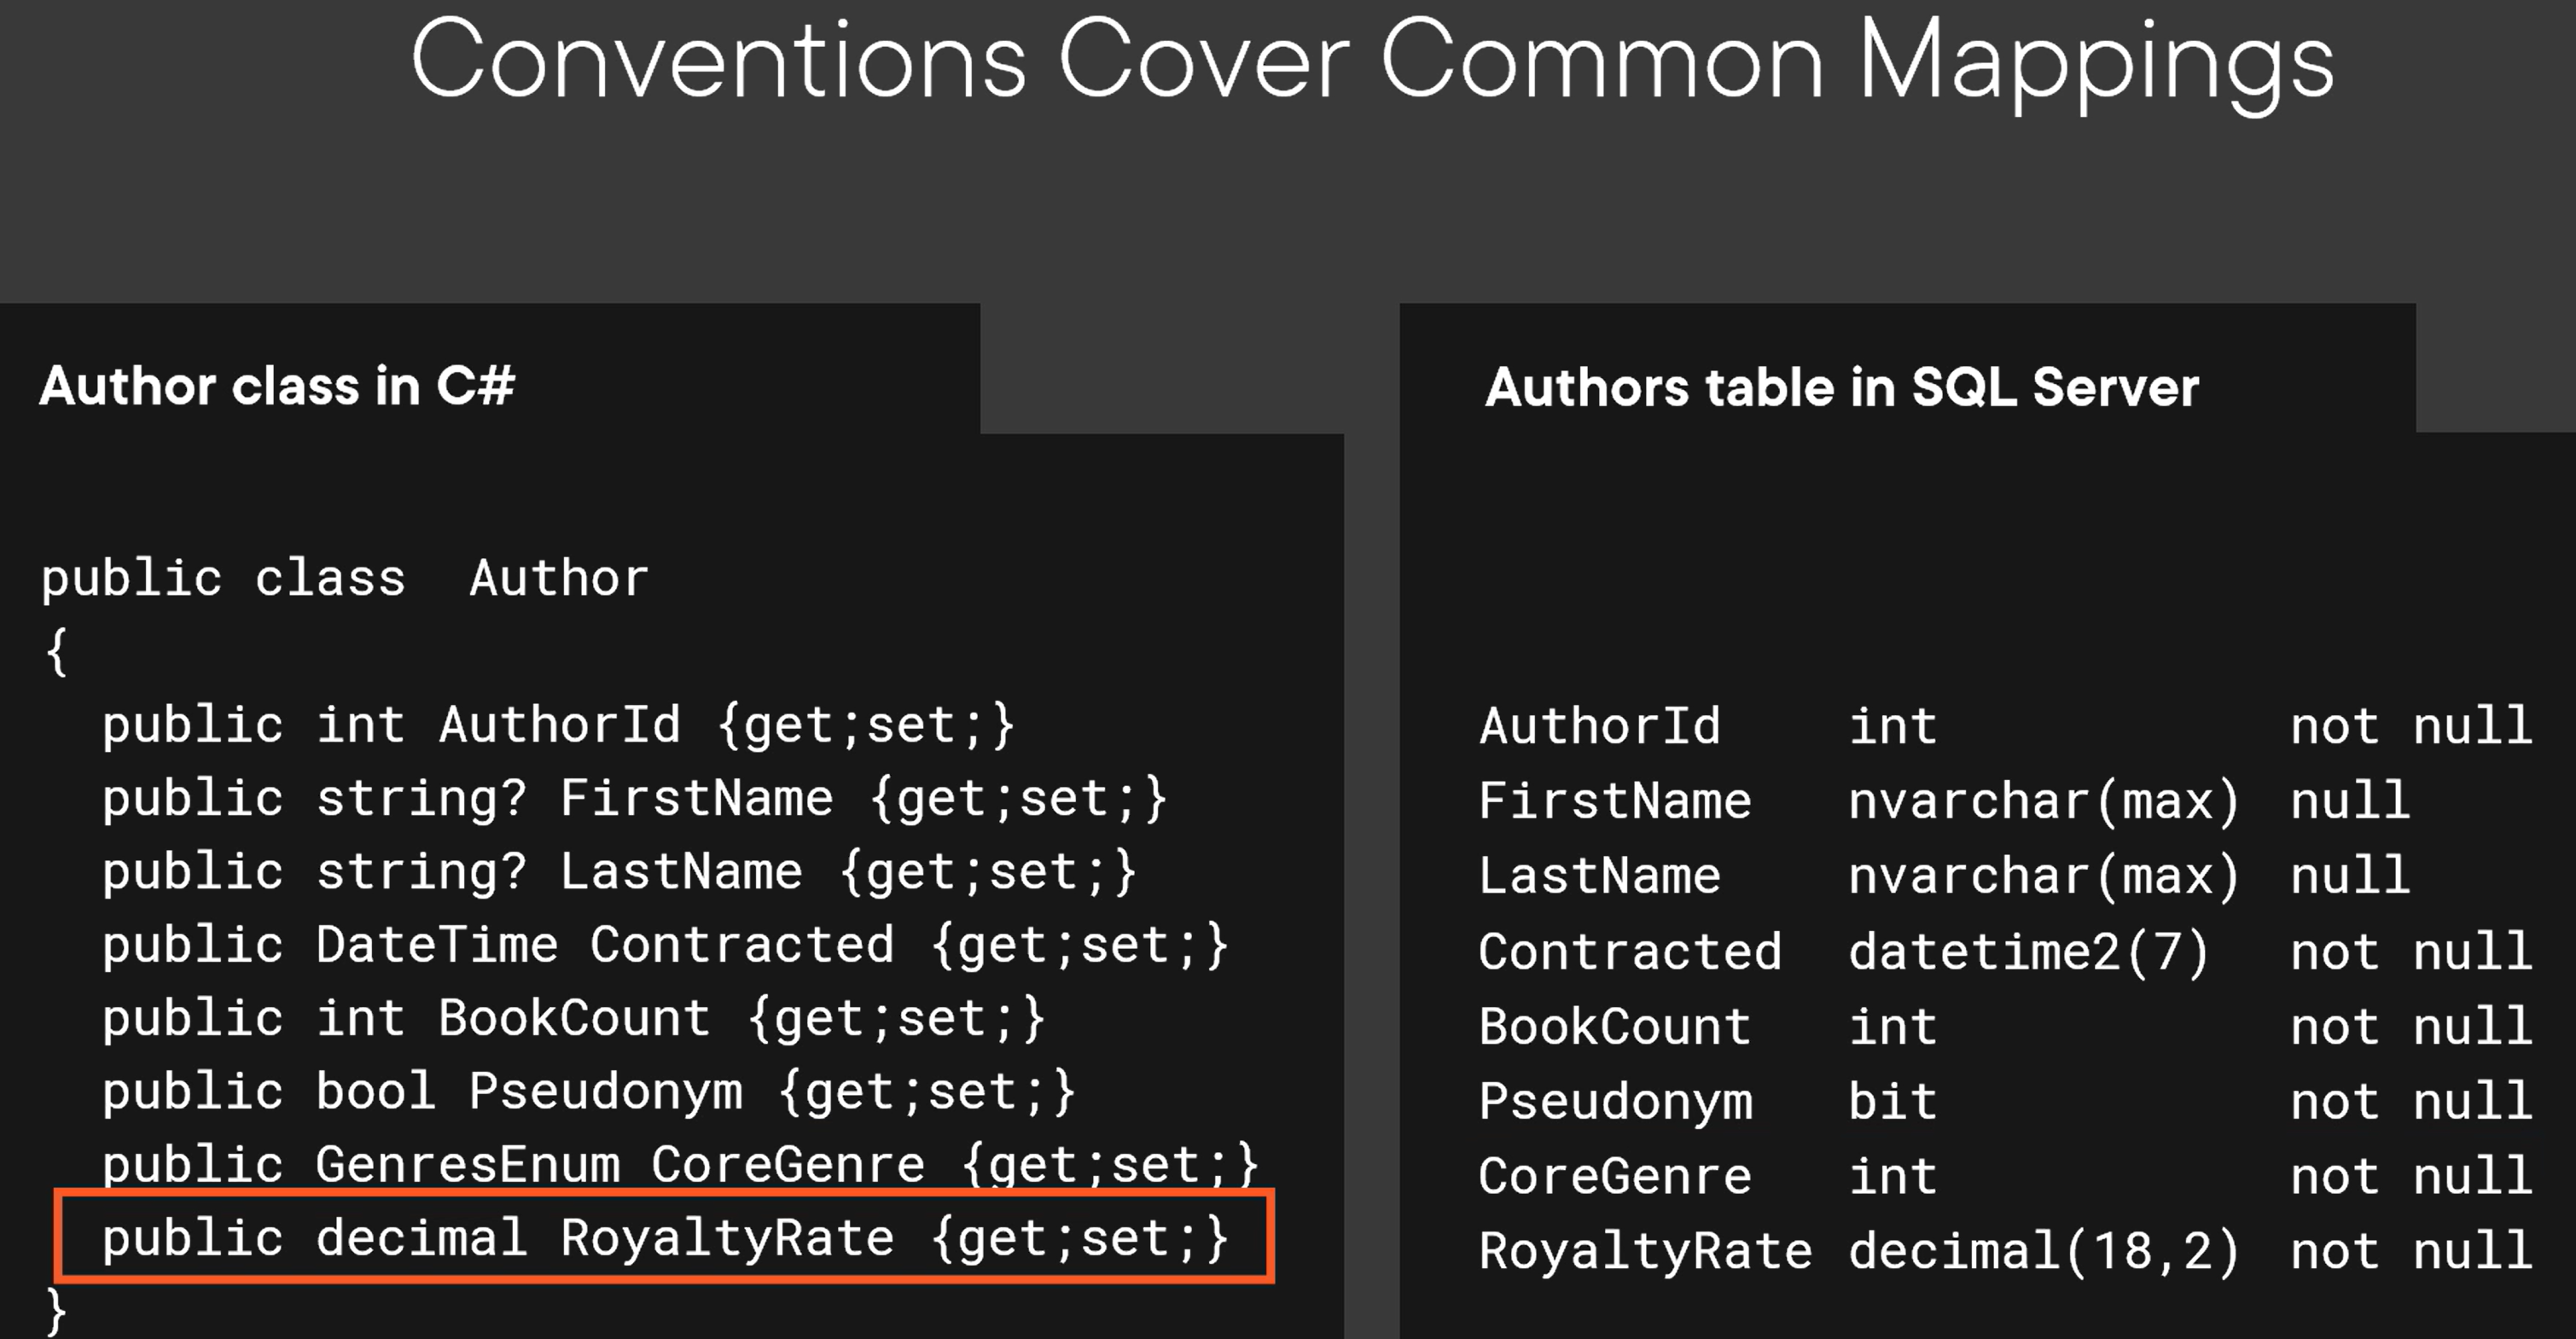 Conventions Cover Common Mappings
Author class in C#
public class  Author
{
  public int AuthorId {get;set;}
  public string? FirstName {get;set;}
  public string? LastName {get;set;}
  public DateTime Contracted {get;set;}
  public int BookCount {get;set;}
  public bool Pseudonym {get;set;}
  public GenresEnum CoreGenre {get;set;}
  public decimal RoyaltyRate {get;set;}
}
Authors table in SQL Server
AuthorId    int           not null
FirstName   nvarchar(max) null
LastName    nvarchar(max) null
Contracted  datetime2(7)  not null
BookCount   int           not null
Pseudonym   bit           not null
CoreGenre   int           not null
RoyaltyRate decimal(18,2) not null